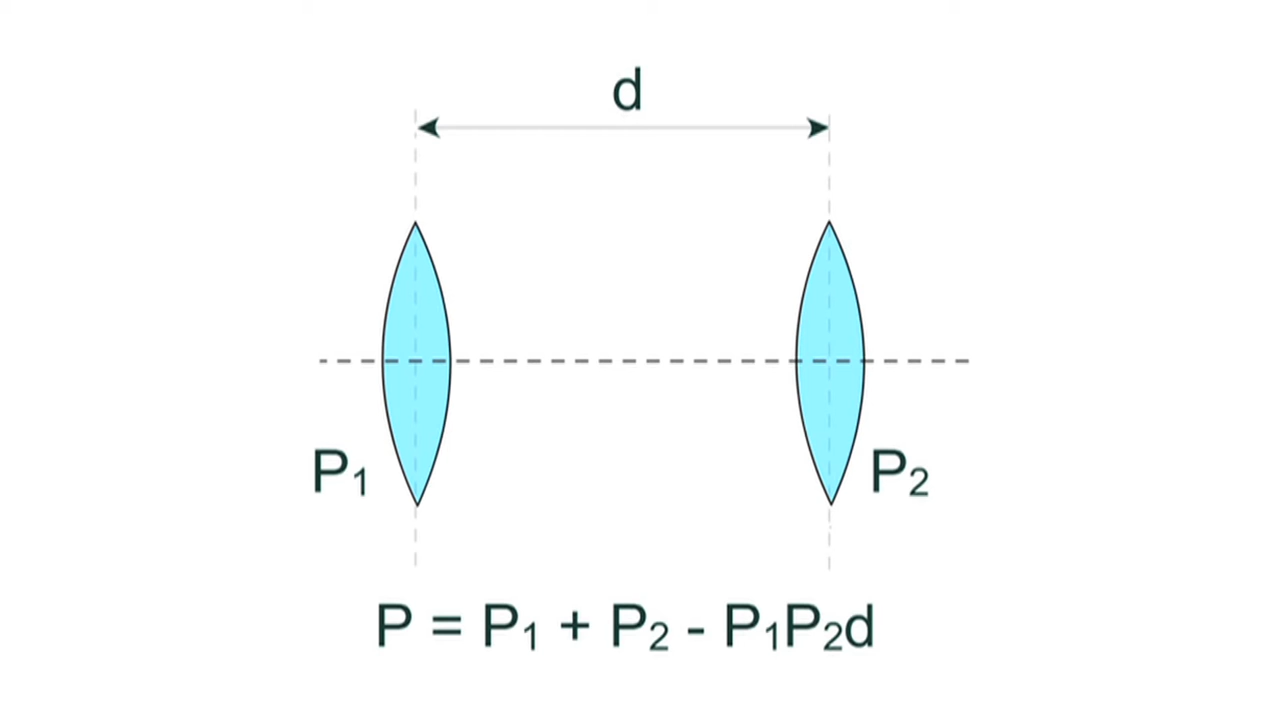 d
P₁
P₂
P = P₁ + P₂ - P₁P₂d